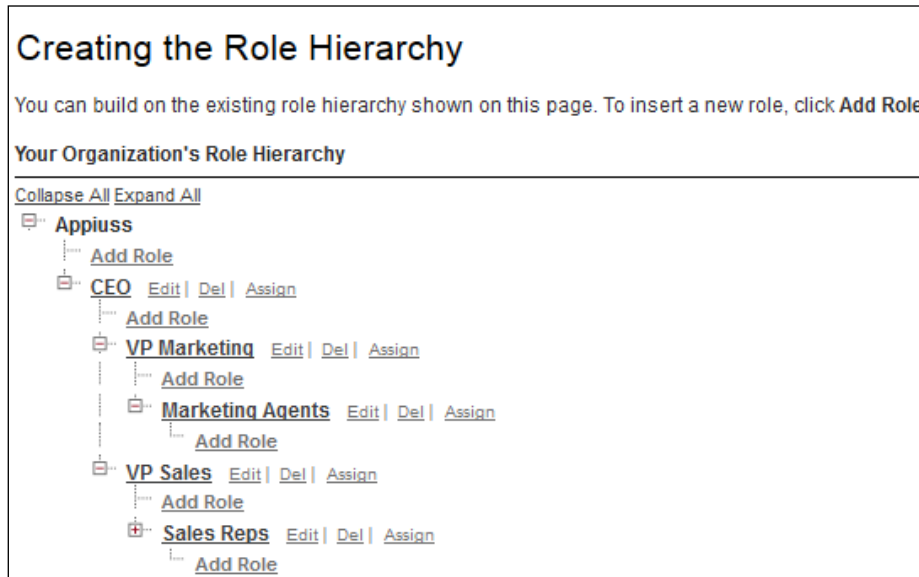 Creating the Role Hierarchy
You can build on the existing role hierarchy shown on this page. To insert a new role, click Add Role
Your Organization's Role Hierarchy
Collapse All Expand All
Appiuss
Add Role
CEO Edit | Del | Assign
Add Role
VP Marketing Edit | Del | Assign
Add Role
Marketing Agents Edit | Del | Assign
Add Role
VP Sales Edit | Del | Assign
Add Role
Sales Reps Edit | Del | Assign
Add Role